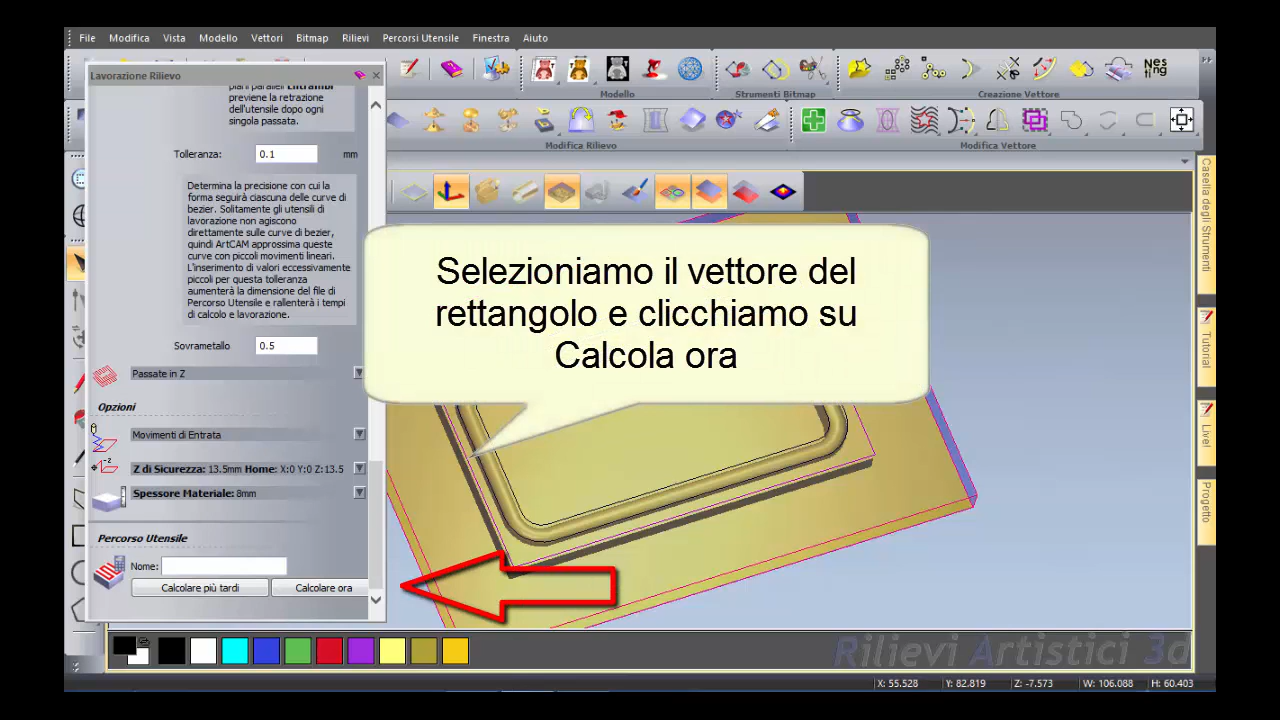 File Modifica Vista Modello Vettori Bitmap Rilievi Percorsi Utensile Finestra Aiuto
Lavorazione Rilievo
Modello Strumenti Bitmap Creazione Vettore
Nes
ting
Modifica Rilievo Modifica Vettore
piani paralleli Entrambi
previene la retrazione
dell'utensile dopo ogni
singola passata.
Tolleranza: 0.1 mm
Determina la precisione con cui la
forma seguirà ciascuna delle curve di
bezier. Solitamente gli utensili di
lavorazione non agiscono
direttamente sulle curve di bezier,
quindi ArtCAM approssima queste
curve con piccoli movimenti lineari.
L'inserimento di valori eccessivamente
piccoli per questa tolleranza
aumenterà la dimensione del file di
Percorso Utensile e rallenterà i tempi
di calcolo e lavorazione.
Sovrametallo 0.5
Passate in Z
Opzioni
Movimenti di Entrata
Z di Sicurezza: 13.5mm Home: X:0 Y:0 Z:13.5
Spessore Materiale: 8mm
Percorso Utensile
Nome:
Calcolare più tardi Calcolare ora
Selezioniamo il vettore del
rettangolo e clicchiamo su
Calcola ora
Casella degli Strumenti
Tutorial
Livelli
Progetto
Rilievi Artistici 3d
X: 55.528 Y: 82.819 Z: -7.573 W: 106.088 H: 60.403